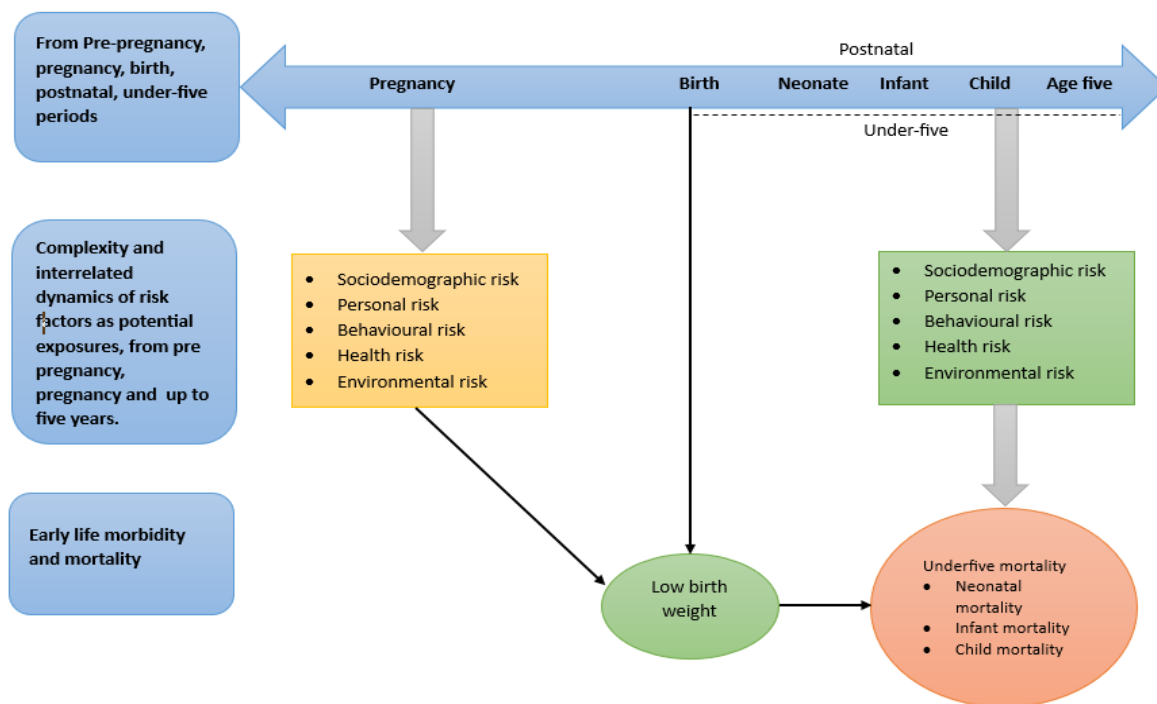 From Pre-pregnancy,
pregnancy, birth,
postnatal, under-five
periods
Postnatal
Pregnancy
Birth
Neonate
Infant
Child
Age five
Under-five
Complexity and
interrelated
dynamics of risk
factors as potential
exposures, from pre
pregnancy,
pregnancy and up to
five years.
• Sociodemographic risk
• Personal risk
• Behavioural risk
• Health risk
• Environmental risk
• Sociodemographic risk
• Personal risk
• Behavioural risk
• Health risk
• Environmental risk
Early life morbidity
and mortality
Low birth
weight
Underfive mortality
• Neonatal
mortality
• Infant mortality
• Child mortality